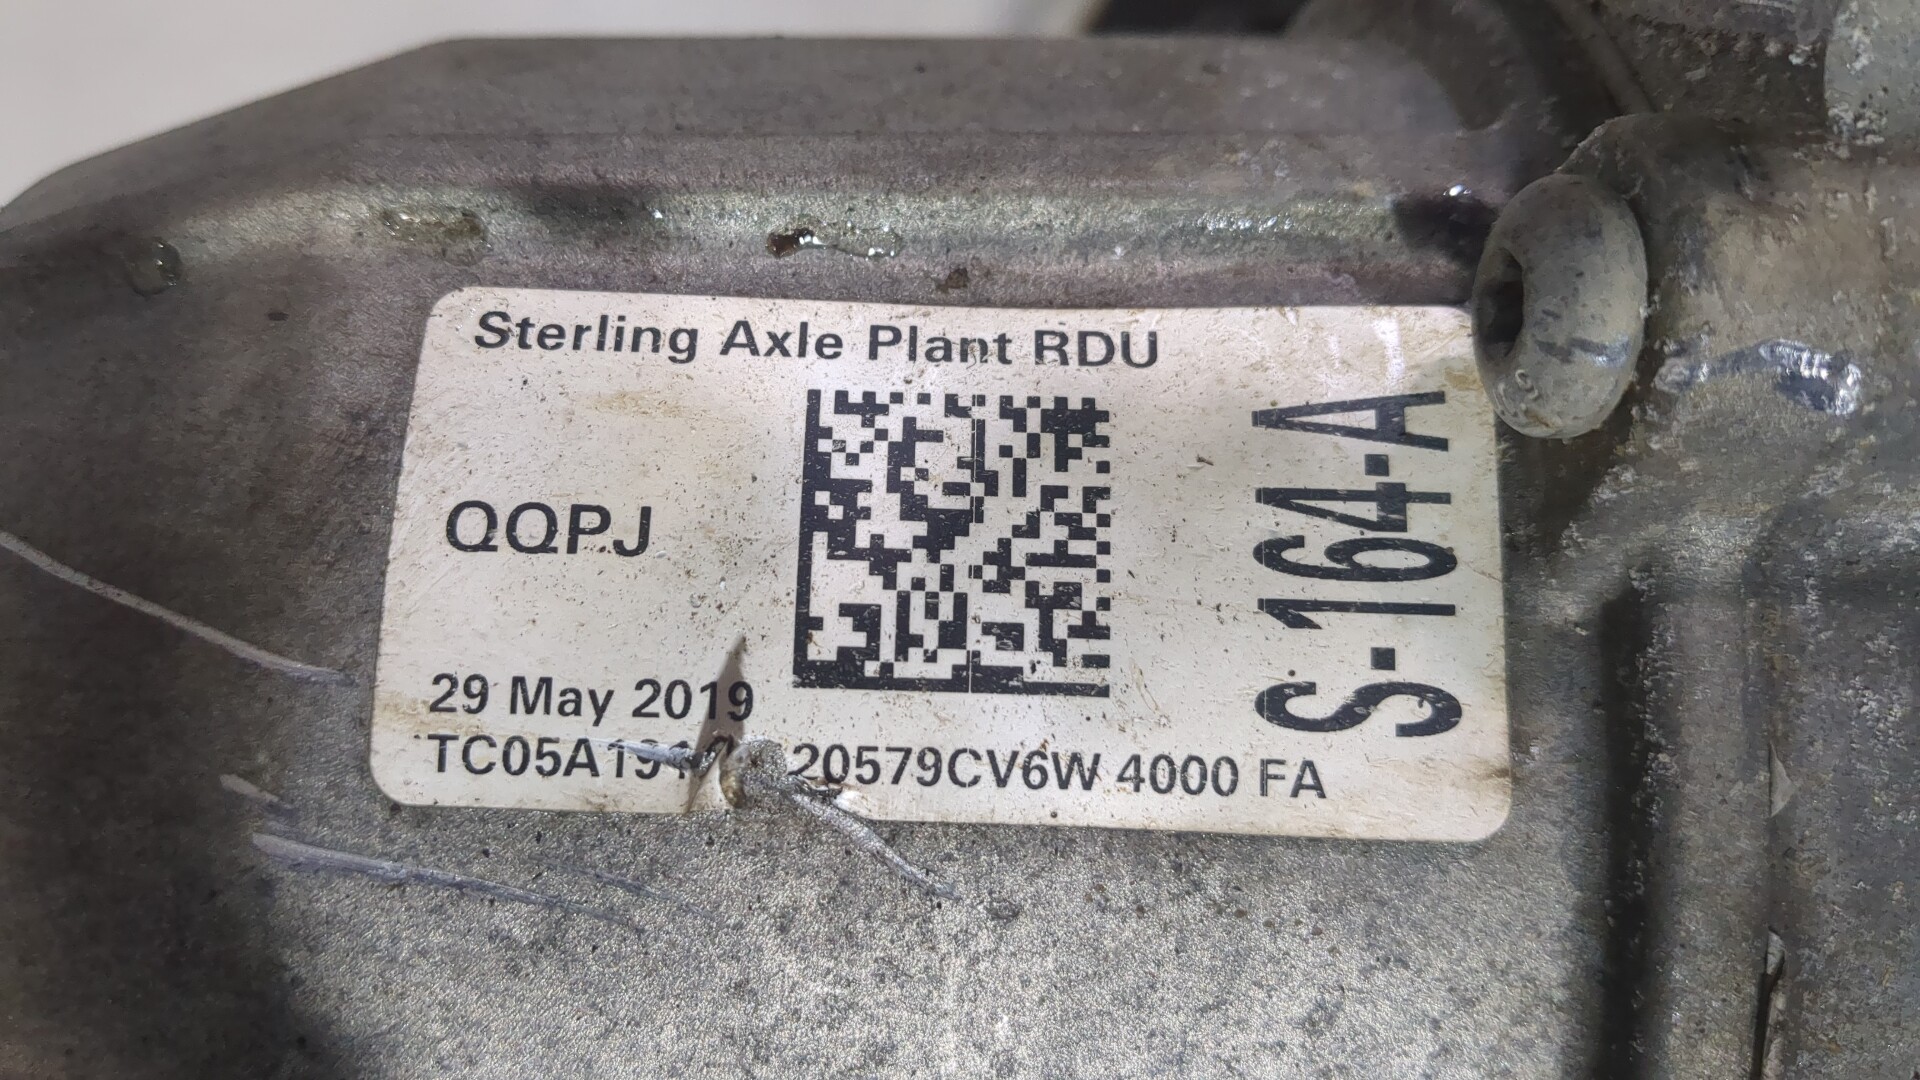 Sterling Axle Plant RDU
QQPJ
S-164-A
29 May 2019
20579CV6W 4000 FA